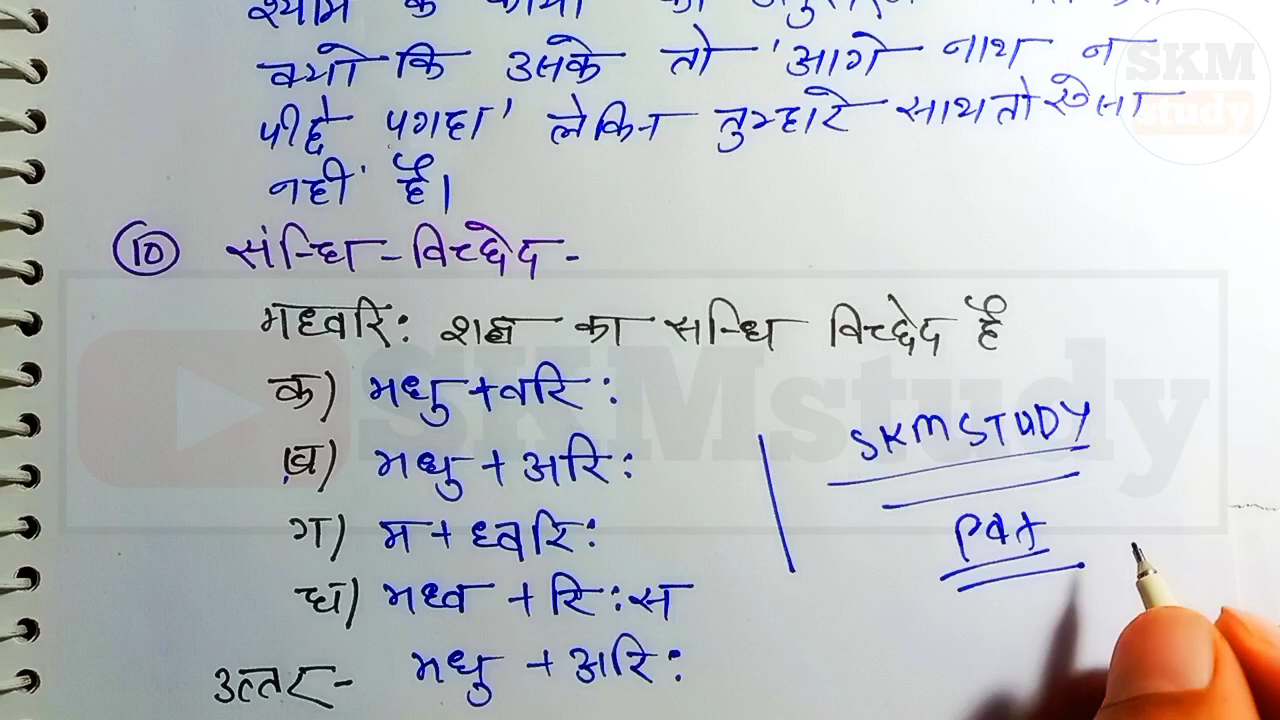 श्याम के कार्यो का
क्यो कि उसके तो 'आगे नाथ न
पीछे पगहा' लेकिन तुम्हारे साथ तो ऐसा
नहीं है।
SKM
study
⑩ संन्धि-विच्छेद -
मध्वरि: शब्द का सन्धि विच्छेद है
क) मधु + वरि:
ख) मधु + अरि:
ग) म + ध्वरि:
घ) मध्व + रि:स
उत्तर- मधु + अरि:
SKMSTUDY
SKMstudy